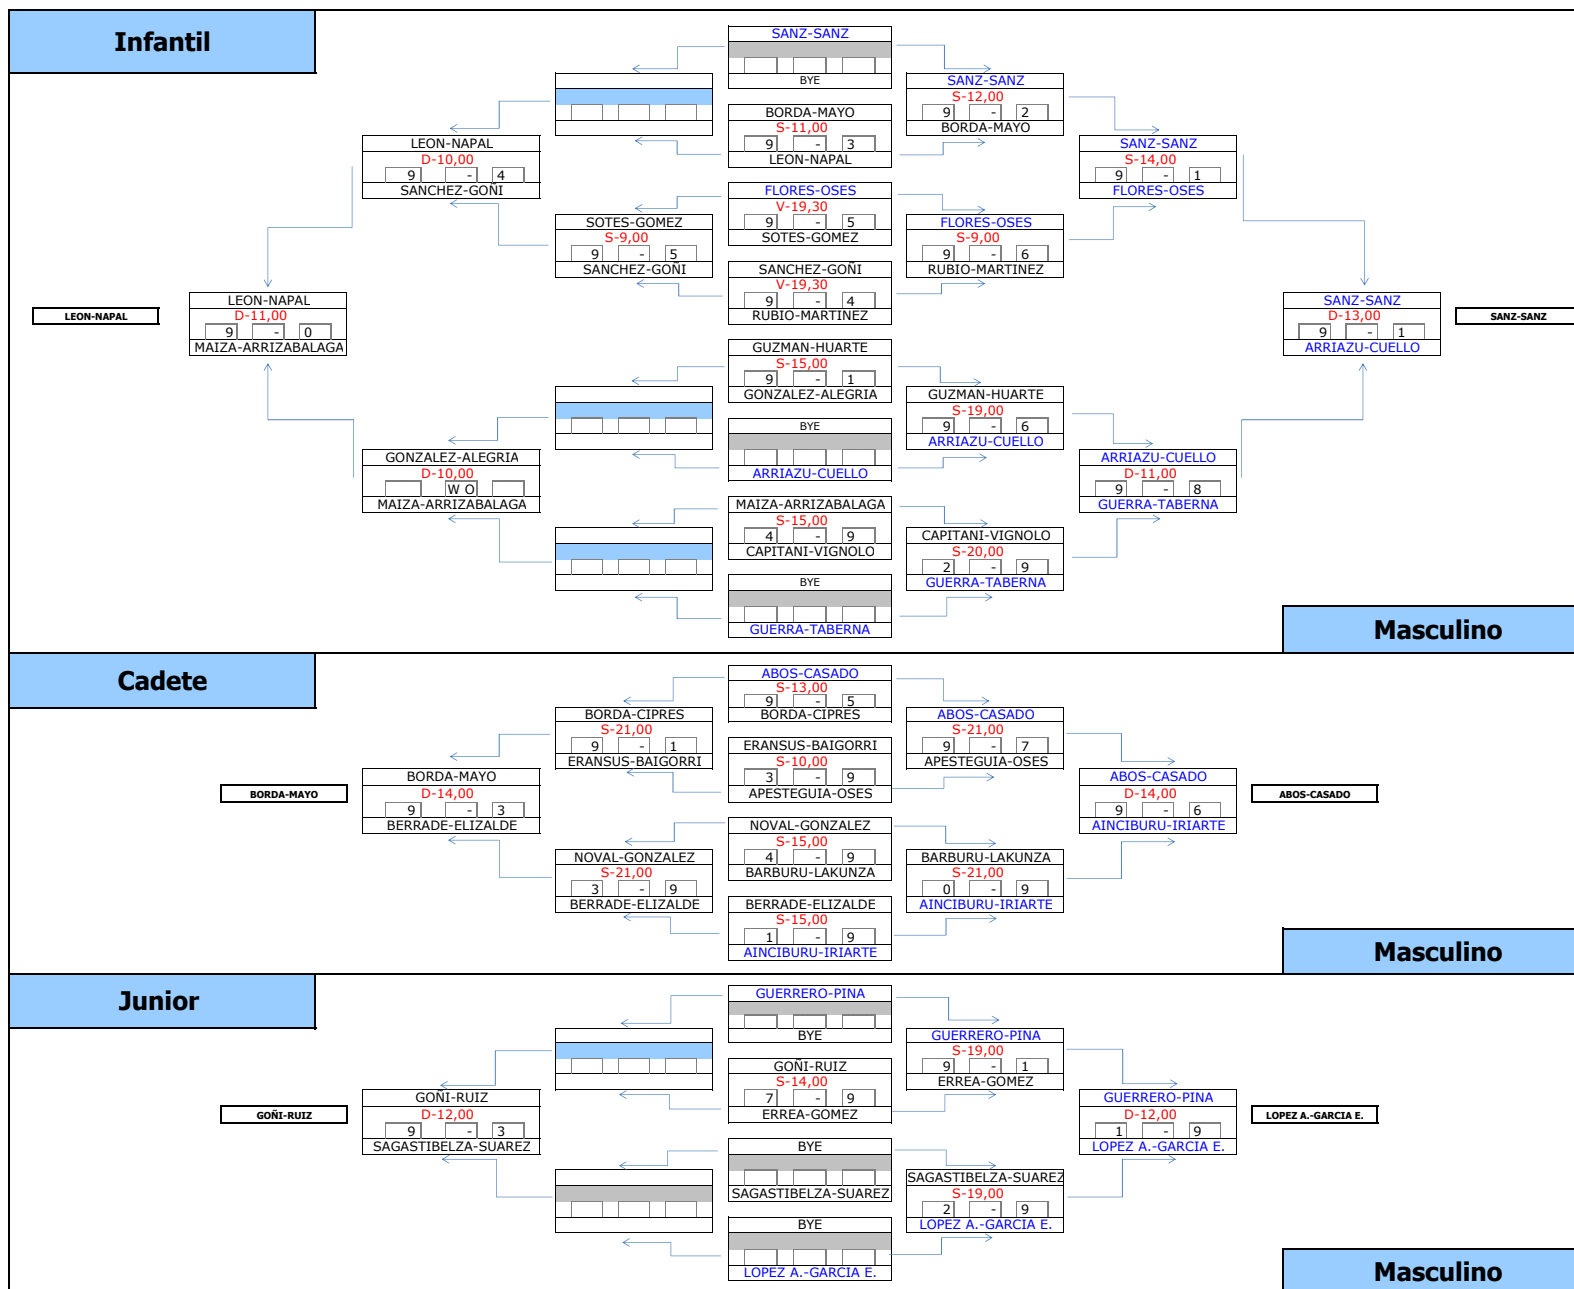 Infantil
SANZ-SANZ
BYE
SANZ-SANZ
S-12,00
9 - 2
BORDA-MAYO
BORDA-MAYO
S-11,00
9 - 3
LEON-NAPAL
LEON-NAPAL
D-10,00
9 - 4
SANCHEZ-GOÑI
SANZ-SANZ
S-14,00
9 - 1
FLORES-OSES
FLORES-OSES
V-19,30
9 - 5
SOTES-GOMEZ
SOTES-GOMEZ
S-9,00
9 - 5
SANCHEZ-GOÑI
FLORES-OSES
S-9,00
9 - 6
RUBIO-MARTINEZ
SANCHEZ-GOÑI
V-19,30
9 - 4
RUBIO-MARTINEZ
LEON-NAPAL
LEON-NAPAL
D-11,00
9 - 0
MAIZA-ARRIZABALAGA
SANZ-SANZ
D-13,00
9 - 1
ARRIAZU-CUELLO
SANZ-SANZ
GUZMAN-HUARTE
S-15,00
9 - 1
GONZALEZ-ALEGRIA
GUZMAN-HUARTE
S-19,00
9 - 6
ARRIAZU-CUELLO
BYE
ARRIAZU-CUELLO
GONZALEZ-ALEGRIA
D-10,00
W O
MAIZA-ARRIZABALAGA
ARRIAZU-CUELLO
D-11,00
9 - 8
GUERRA-TABERNA
MAIZA-ARRIZABALAGA
S-15,00
4 - 9
CAPITANI-VIGNOLO
CAPITANI-VIGNOLO
S-20,00
2 - 9
GUERRA-TABERNA
BYE
GUERRA-TABERNA
Masculino
Cadete
ABOS-CASADO
S-13,00
9 - 5
BORDA-CIPRES
BORDA-CIPRES
S-21,00
9 - 1
ERANSUS-BAIGORRI
ABOS-CASADO
S-21,00
9 - 7
APESTEGUIA-OSES
ERANSUS-BAIGORRI
S-10,00
3 - 9
APESTEGUIA-OSES
BORDA-MAYO
BORDA-MAYO
D-14,00
9 - 3
BERRADE-ELIZALDE
ABOS-CASADO
D-14,00
9 - 6
AINCIBURU-IRIARTE
ABOS-CASADO
NOVAL-GONZALEZ
S-15,00
4 - 9
BARBURU-LAKUNZA
NOVAL-GONZALEZ
S-21,00
3 - 9
BERRADE-ELIZALDE
BARBURU-LAKUNZA
S-21,00
0 - 9
AINCIBURU-IRIARTE
BERRADE-ELIZALDE
S-15,00
1 - 9
AINCIBURU-IRIARTE
Masculino
Junior
GUERRERO-PINA
BYE
GUERRERO-PINA
S-19,00
9 - 1
ERREA-GOMEZ
GOÑI-RUIZ
S-14,00
7 - 9
ERREA-GOMEZ
GOÑI-RUIZ
GOÑI-RUIZ
D-12,00
9 - 3
SAGASTIBELZA-SUAREZ
GUERRERO-PINA
D-12,00
1 - 9
LOPEZ A.-GARCIA E.
LOPEZ A.-GARCIA E.
BYE
SAGASTIBELZA-SUAREZ
SAGASTIBELZA-SUAREZ
S-19,00
2 - 9
LOPEZ A.-GARCIA E.
BYE
LOPEZ A.-GARCIA E.
Masculino